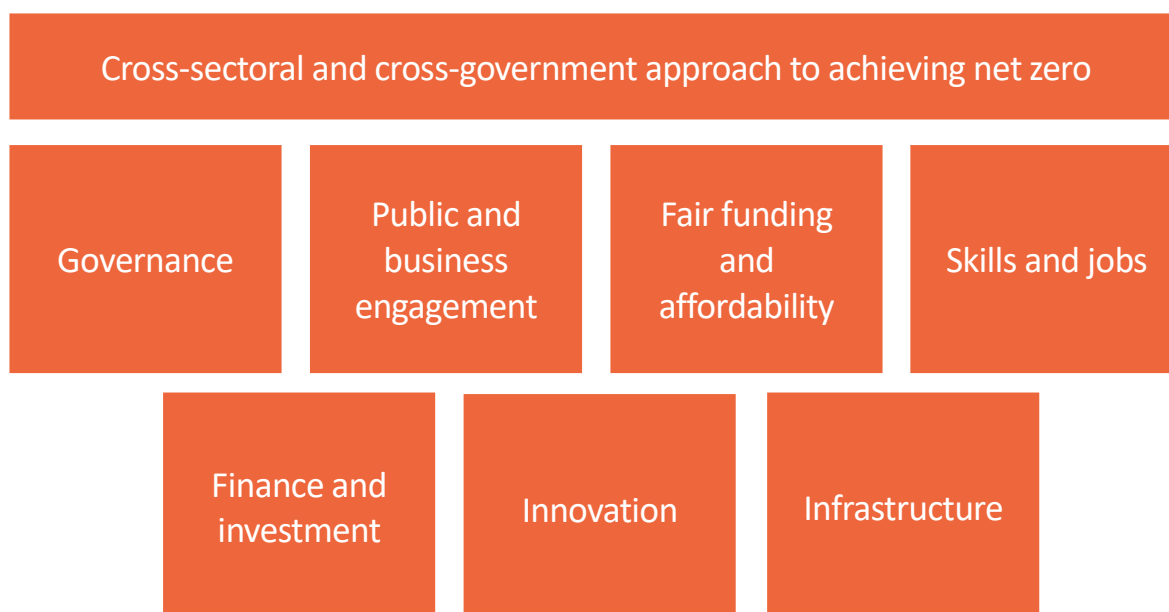 Cross-sectoral and cross-government approach to achieving net zero
Governance
Public and
business
engagement
Fair funding
and
affordability
Skills and jobs
Finance and
investment
Innovation
Infrastructure